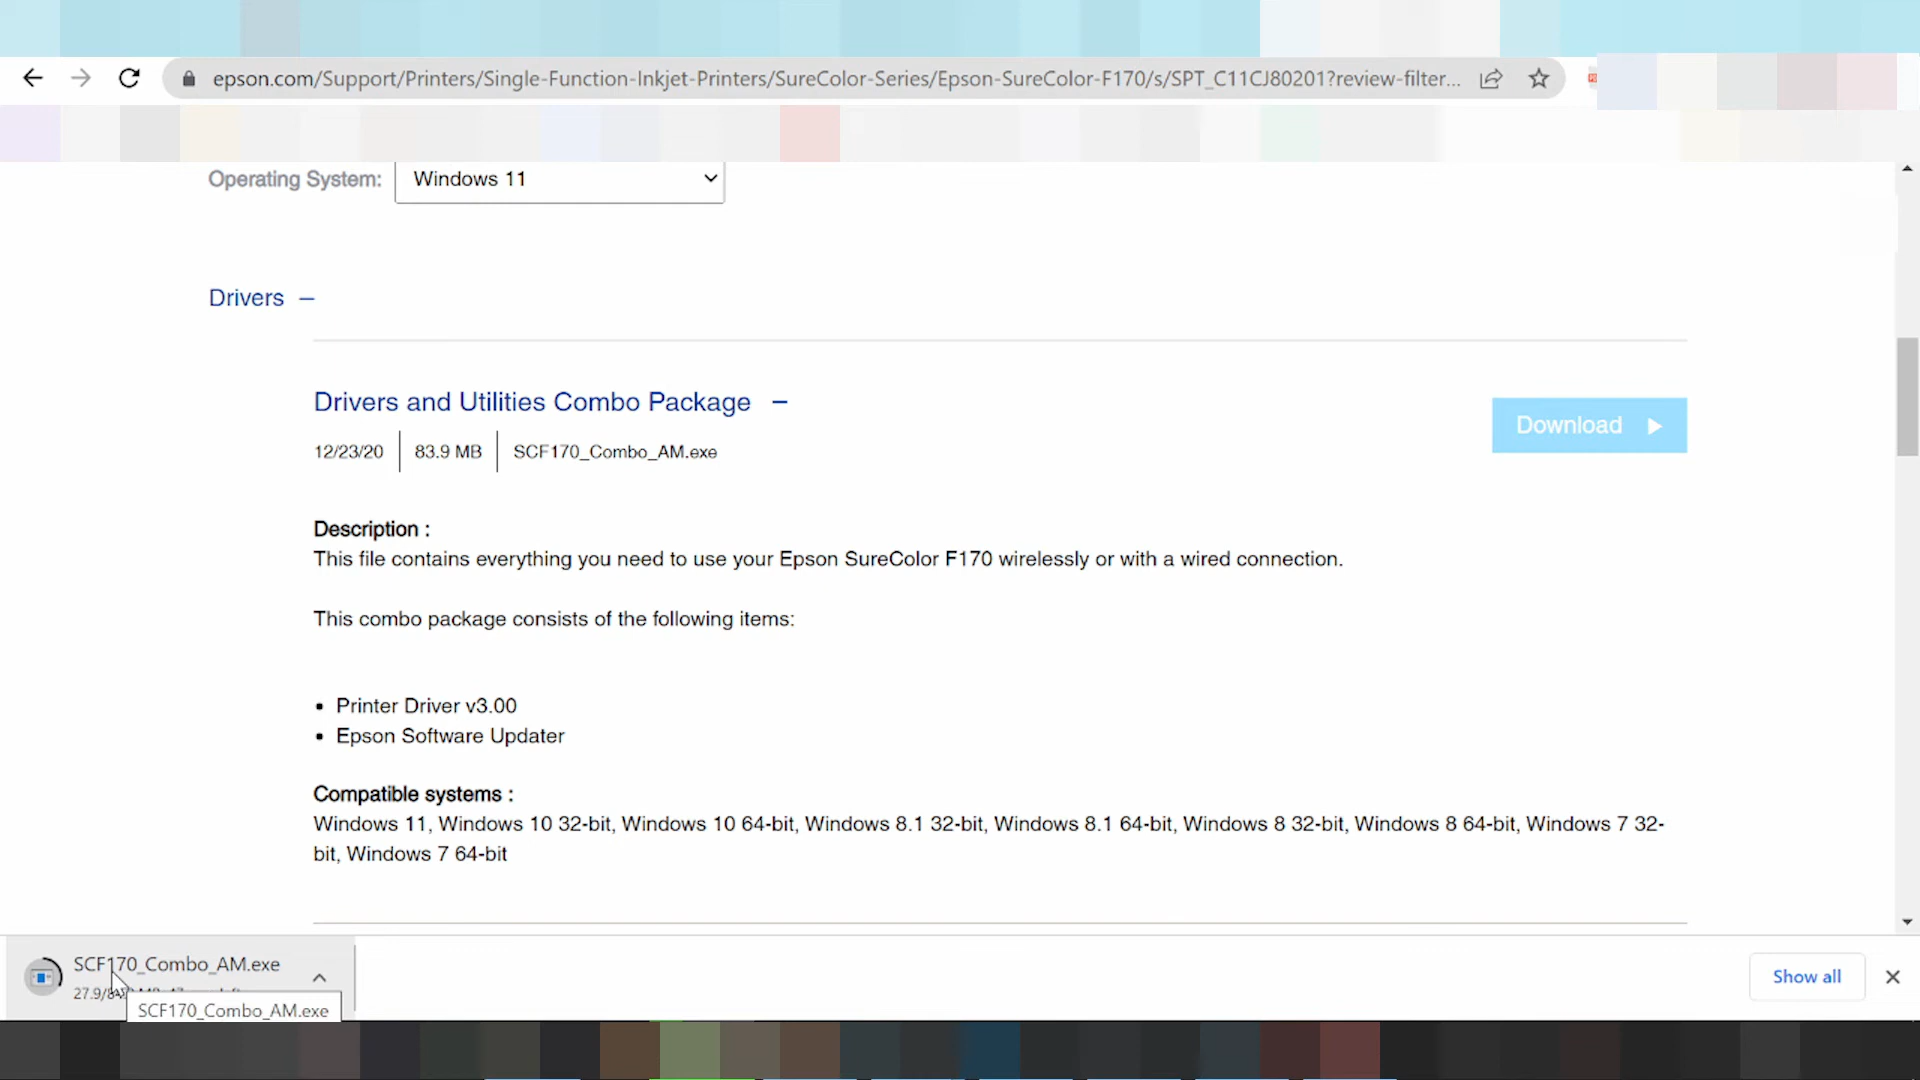 epson.com/Support/Printers/Single-Function-Inkjet-Printers/SureColor-Series/Epson-SureColor-F170/s/SPT_C11CJ80201?review-filter...
Operating System: Windows 11
Drivers –
Drivers and Utilities Combo Package –
Download
12/23/20 83.9 MB SCF170_Combo_AM.exe
Description :
This file contains everything you need to use your Epson SureColor F170 wirelessly or with a wired connection.
This combo package consists of the following items:
• Printer Driver v3.00
• Epson Software Updater
Compatible systems :
Windows 11, Windows 10 32-bit, Windows 10 64-bit, Windows 8.1 32-bit, Windows 8.1 64-bit, Windows 8 32-bit, Windows 8 64-bit, Windows 7 32-
bit, Windows 7 64-bit
SCF170_Combo_AM.exe
Show all
SCF170_Combo_AM.exe